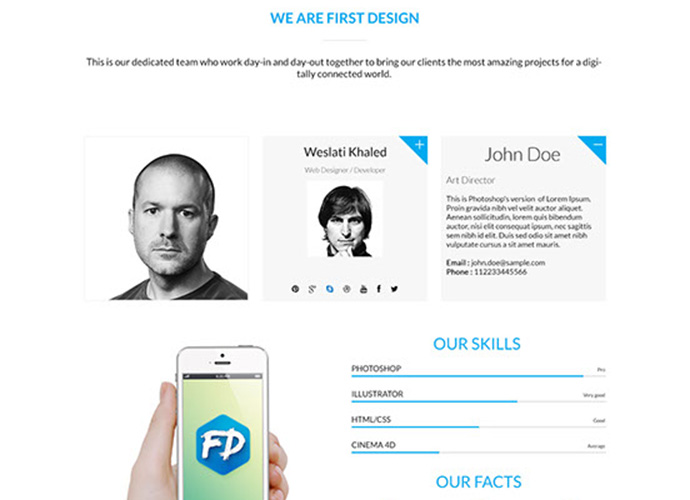 WE ARE FIRST DESIGN
This is our dedicated team who work day-in and day-out together to bring our clients the most amazing projects for a digi-
tally connected world.
Weslati Khaled
Web Designer / Developer
John Doe
Art Director
This is Photoshop's version of Lorem Ipsum.
Proin gravida nibh vel velit auctor aliquet.
Aenean sollicitudin, lorem quis bibendum
auctor, nisi elit consequat ipsum, nec sagittis
sem nibh id elit. Duis sed odio sit amet nibh
vulputate cursus a sit amet mauris.
Email : john.doe@sample.com
Phone : 112233445566
FD
OUR SKILLS
PHOTOSHOP Pro
ILLUSTRATOR Very good
HTML/CSS Good
CINEMA 4D Average
OUR FACTS